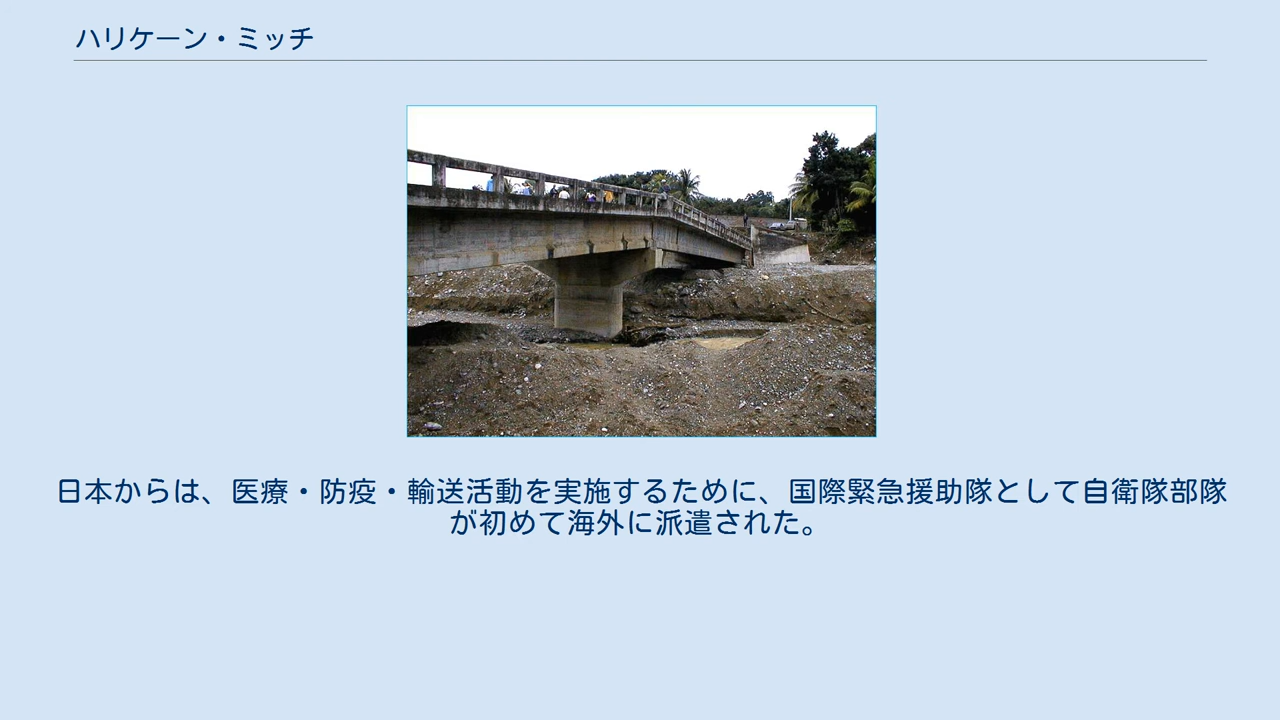 ハリケーン・ミッチ
日本からは、医療・防疫・輸送活動を実施するために、国際緊急援助隊として自衛隊部隊
が初めて海外に派遣された。